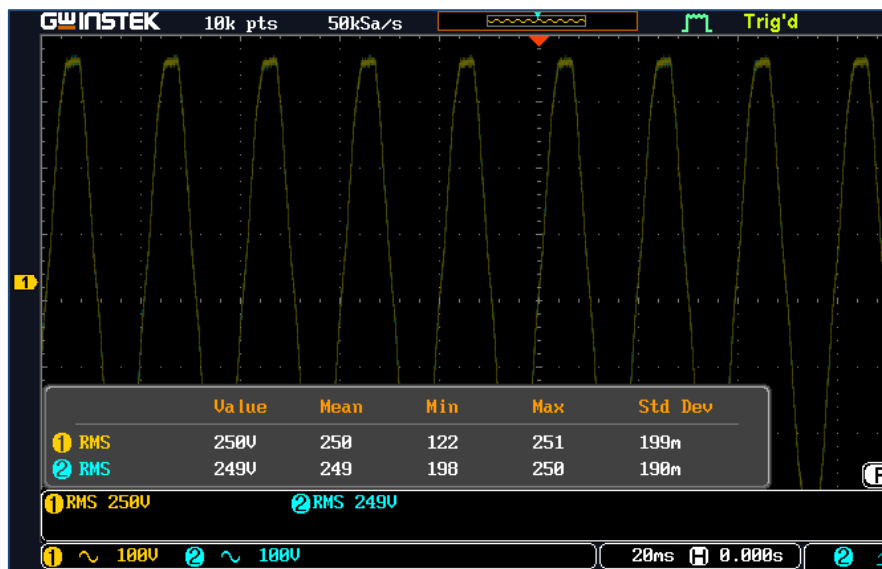 GWINSTEK 10k pts 50kSa/s Trig'd
1
Value Mean Min Max Std Dev
1 RMS 250V 250 122 251 199m
2 RMS 249V 249 198 250 190m
1 RMS 250V 2 RMS 249V
1 ~ 100V 2 ~ 100V 20ms H 0.000s 2